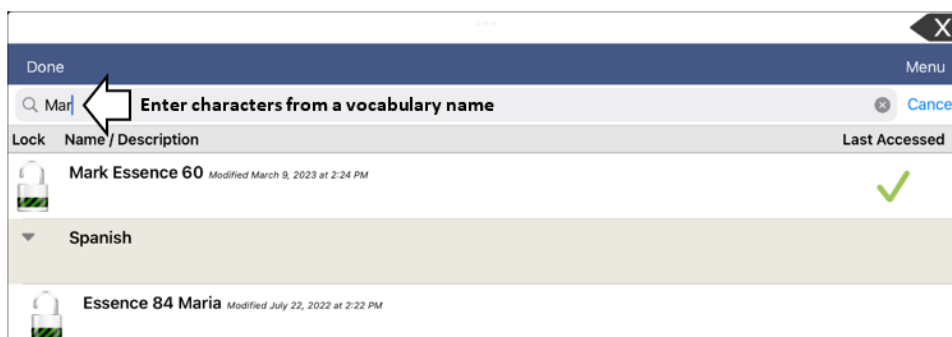 X
Done Menu
Mar Enter characters from a vocabulary name Cance
Lock Name / Description Last Accessed
Mark Essence 60 Modified March 9, 2023 at 2:24 PM
Spanish
Essence 84 Maria Modified July 22, 2022 at 2:22 PM